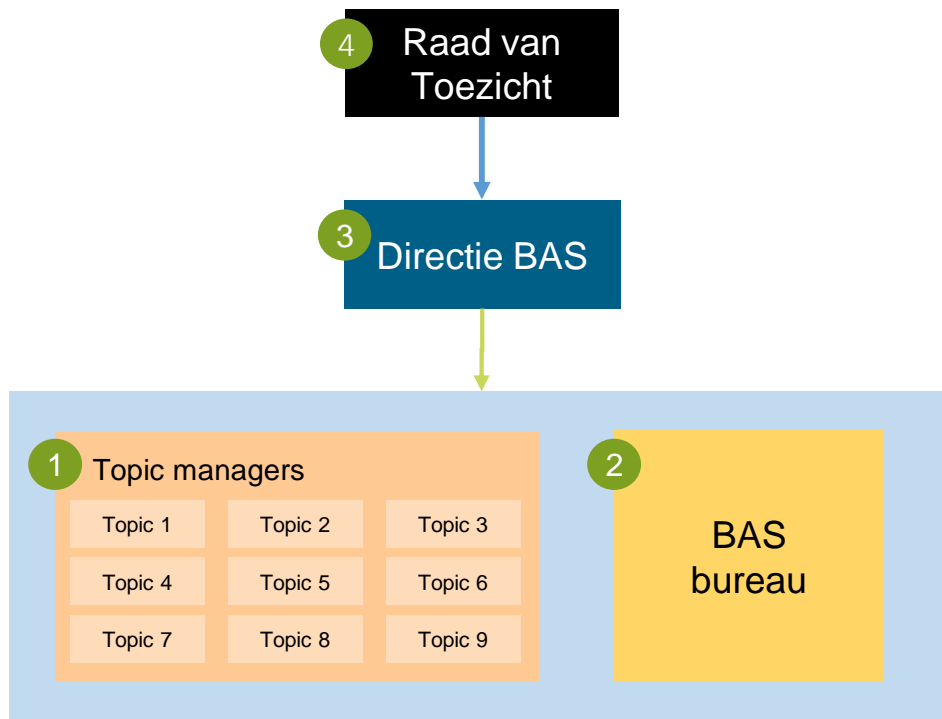 4
Raad van
Toezicht
3
Directie BAS
1
Topic managers
Topic 1
Topic 2
Topic 3
Topic 4
Topic 5
Topic 6
Topic 7
Topic 8
Topic 9
2
BAS
bureau